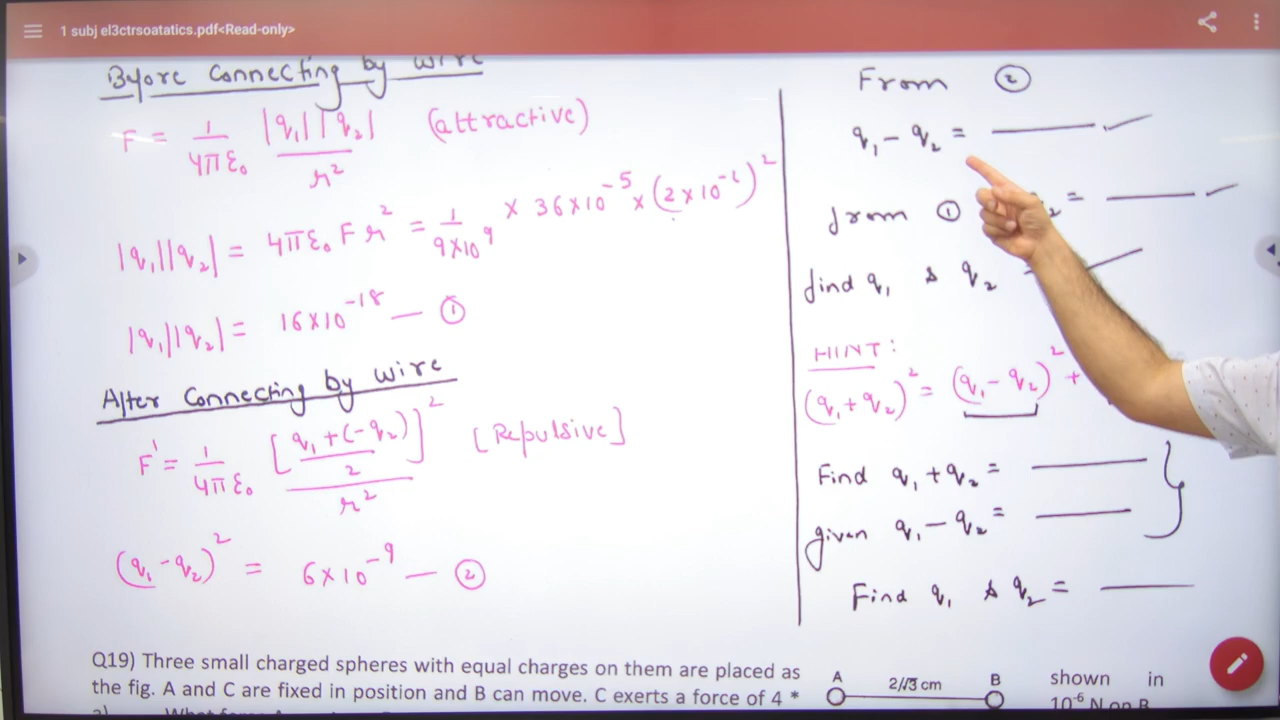 1 subj el3ctrsoatatics.pdf<Read-only>
Before Connecting by wire
F = 1/4πε₀ |q₁||q₂|/r² (attractive)
|q₁||q₂| = 4πε₀ F r² = 1/9×10⁹ × 36×10⁻⁵ × (2×10⁻²)²
|q₁||q₂| = 16×10⁻¹⁸ — ①
After Connecting by wire
F' = 1/4πε₀ [q₁+(-q₂)/2]²/r² [Repulsive]
(q₁-q₂)² = 6×10⁻⁹ — ②
From ②
q₁ - q₂ =
from ① q₂ =
find q₁ & q₂
HINT:
(q₁+q₂)² = (q₁-q₂)² +
Find q₁+q₂ =
given q₁-q₂ =
Find q₁ & q₂ =
Q19) Three small charged spheres with equal charges on them are placed as
the fig. A and C are fixed in position and B can move. C exerts a force of 4 *
A 2/√3 cm B
shown in
10⁻⁶ N on B